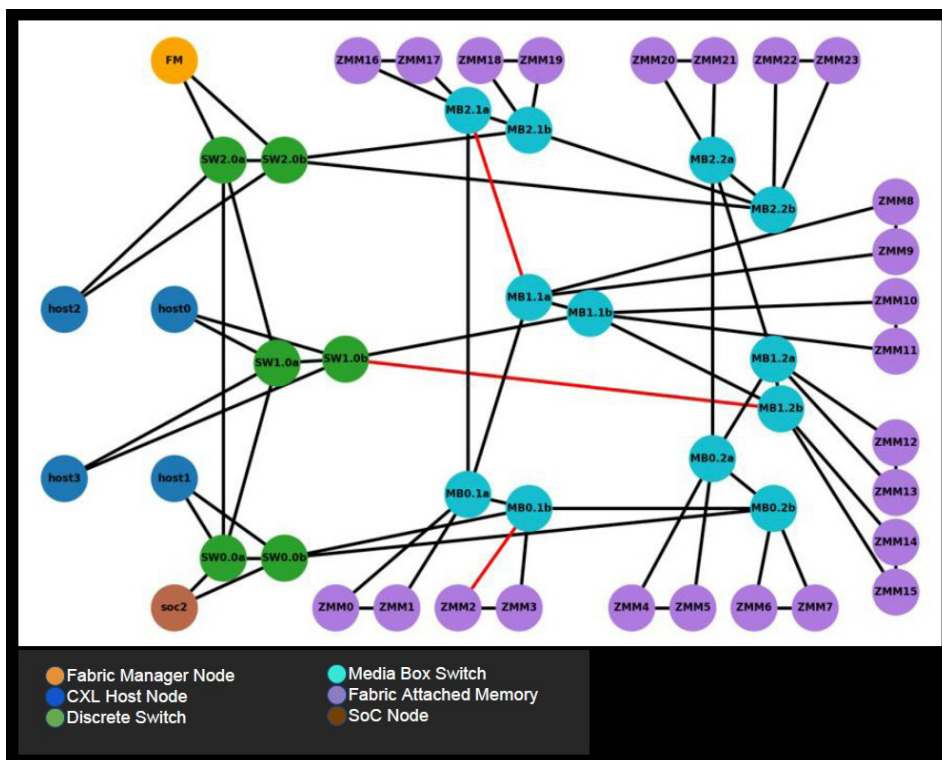 FM
ZMM16
ZMM17
ZMM18
ZMM19
ZMM20
ZMM21
ZMM22
ZMM23
MB2.1a
MB2.1b
SW2.0a
SW2.0b
MB2.2a
MB2.2b
ZMM8
ZMM9
host2
host0
MB1.1a
MB1.1b
ZMM10
ZMM11
SW1.0a
SW1.0b
MB1.2a
MB1.2b
ZMM12
host3
host1
MB0.1a
MB0.1b
MB0.2a
MB0.2b
ZMM13
ZMM14
SW0.0a
SW0.0b
ZMM15
soc2
ZMM0
ZMM1
ZMM2
ZMM3
ZMM4
ZMM5
ZMM6
ZMM7
Fabric Manager Node
CXL Host Node
Discrete Switch
Media Box Switch
Fabric Attached Memory
SoC Node